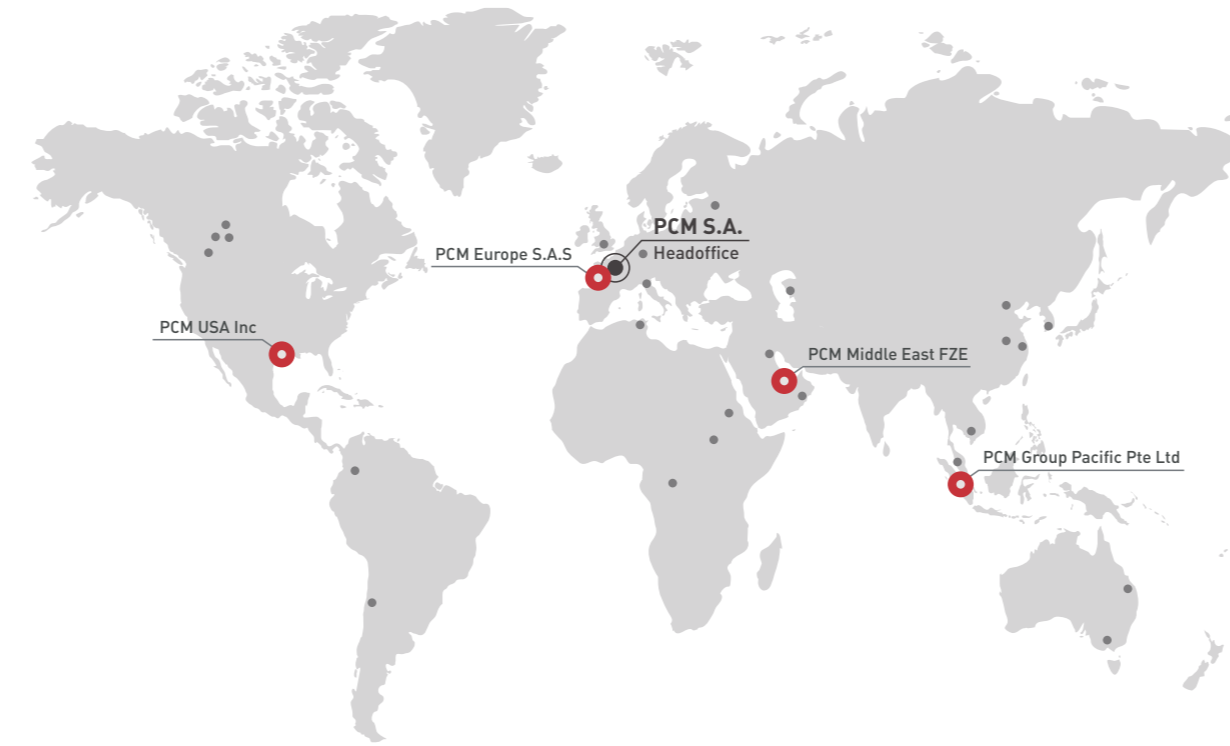 PCM S.A.
Headoffice
PCM Europe S.A.S
PCM USA Inc
PCM Middle East FZE
PCM Group Pacific Pte Ltd